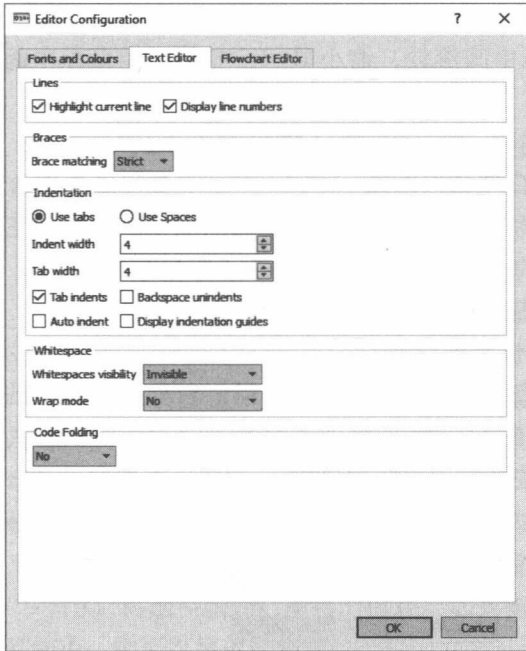 Editor Configuration ? ×
Fonts and Colours Text Editor Flowchart Editor
Lines
Highlight current line Display line numbers
Braces
Brace matching Strict
Indentation
Use tabs Use Spaces
Indent width 4
Tab width 4
Tab indents Backspace unindents
Auto indent Display indentation guides
Whitespace
Whitespaces visibility Invisible
Wrap mode No
Code Folding
No
OK Cancel